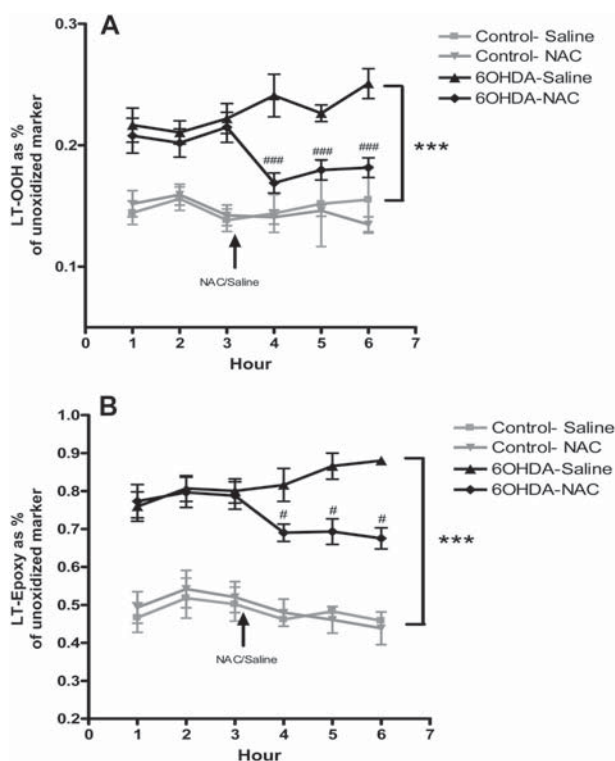 A
Control- Saline
Control- NAC
6OHDA-Saline
6OHDA-NAC
LT-OOH as %
of unoxidized marker
0.3
0.2
0.1
### ### ###
***
NAC/Saline
0 1 2 3 4 5 6 7
Hour
B
Control- Saline
Control- NAC
6OHDA-Saline
6OHDA-NAC
LT-Epoxy as %
of unoxidized marker
1.0
0.9
0.8
0.7
0.6
0.5
0.4
0.3
0.2
# # #
***
NAC/Saline
0 1 2 3 4 5 6 7
Hour